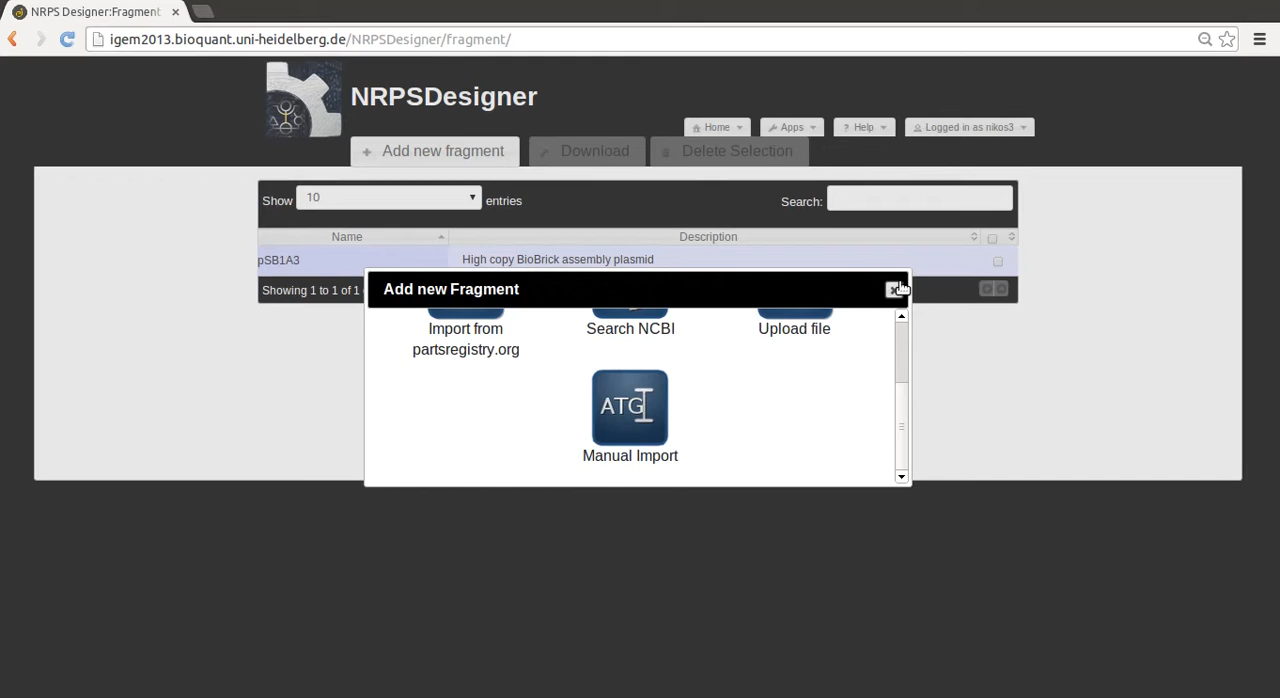 NRPS Designer:Fragment
igem2013.bioquant.uni-heidelberg.de/NRPSDesigner/fragment/
NRPSDesigner
Home Apps Help Logged in as nikos3
Add new fragment Download Delete Selection
Show 10 entries Search:
Name Description
pSB1A3 High copy BioBrick assembly plasmid
Add new Fragment
Showing 1 to 1 of 1
Import from
partsregistry.org
Search NCBI
Upload file
ATG
Manual Import